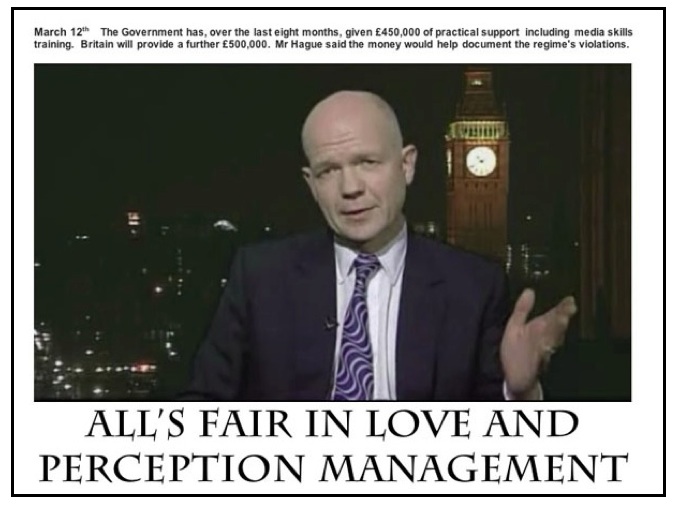 March 12th The Government has, over the last eight months, given £450,000 of practical support including media skills
training. Britain will provide a further £500,000. Mr Hague said the money would help document the regime's violations.
ALL'S FAIR IN LOVE AND
PERCEPTION MANAGEMENT